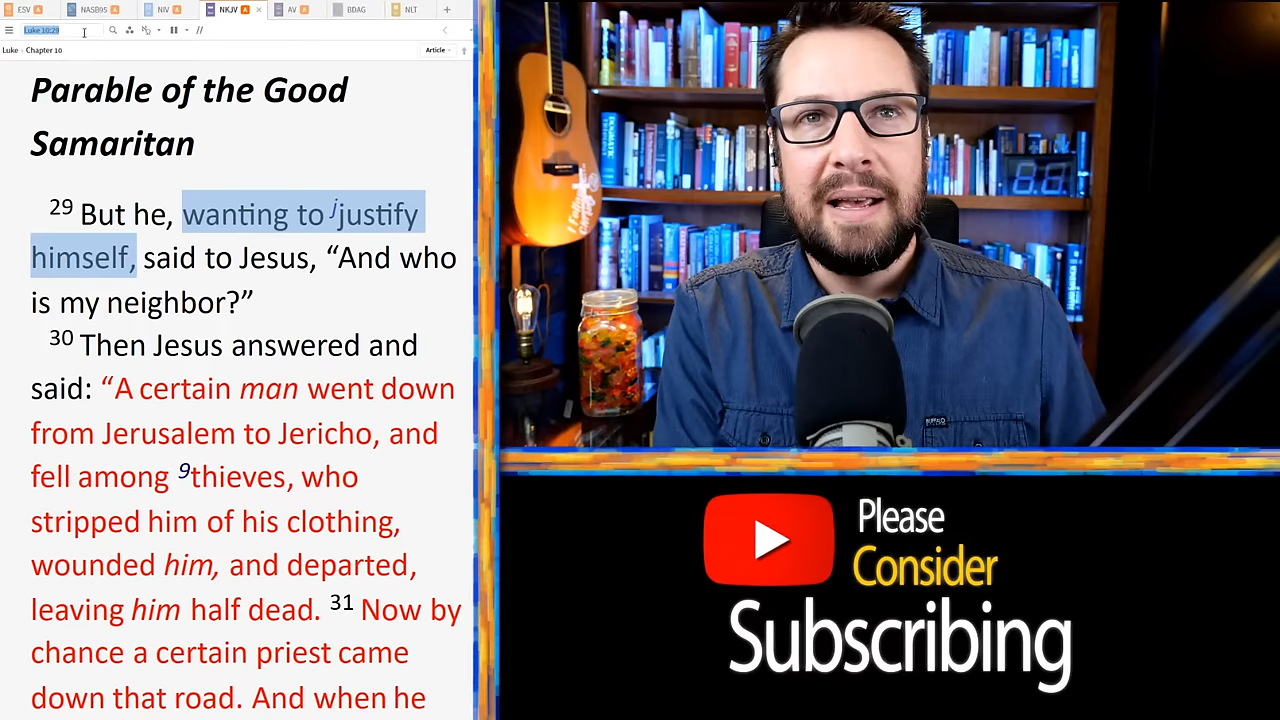 ESV A NASB95 A NIV A NKJV A × AV A BDAG NLT +
Luke 10:29
Luke › Chapter 10 Article
Parable of the Good
Samaritan
29 But he, wanting to j justify
himself, said to Jesus, “And who
is my neighbor?”
30 Then Jesus answered and
said: “A certain man went down
from Jerusalem to Jericho, and
fell among 9thieves, who
stripped him of his clothing,
wounded him, and departed,
leaving him half dead. 31 Now by
chance a certain priest came
down that road. And when he
Please
Consider
Subscribing